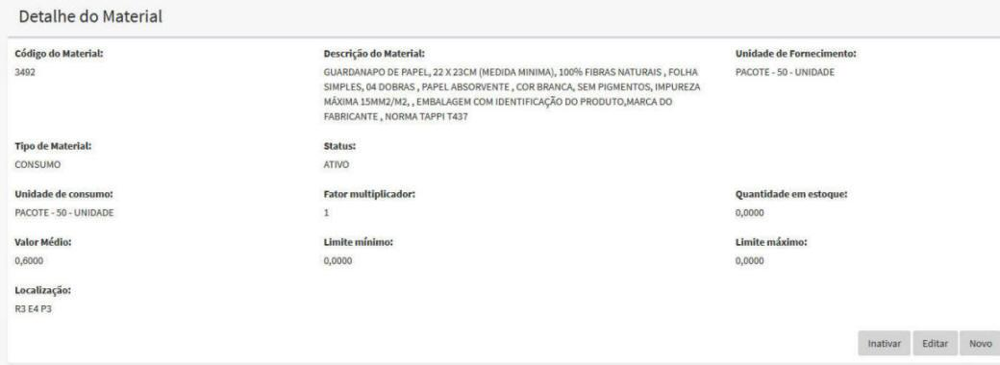 Detalhe do Material
Código do Material:
3492
Descrição do Material:
GUARDANAPO DE PAPEL, 22 X 23CM (MEDIDA MINIMA), 100% FIBRAS NATURAIS , FOLHA
SIMPLES, 04 DOBRAS , PAPEL ABSORVENTE , COR BRANCA, SEM PIGMENTOS, IMPUREZA
MÁXIMA 15MM2/M2, , EMBALAGEM COM IDENTIFICAÇÃO DO PRODUTO,MARCA DO
FABRICANTE , NORMA TAPPI T437
Unidade de Fornecimento:
PACOTE - 50 - UNIDADE
Tipo de Material:
CONSUMO
Status:
ATIVO
Unidade de consumo:
PACOTE - 50 - UNIDADE
Fator multiplicador:
1
Quantidade em estoque:
0,0000
Valor Médio:
0,6000
Limite mínimo:
0,0000
Limite máximo:
0,0000
Localização:
R3 E4 P3
Inativar Editar Novo